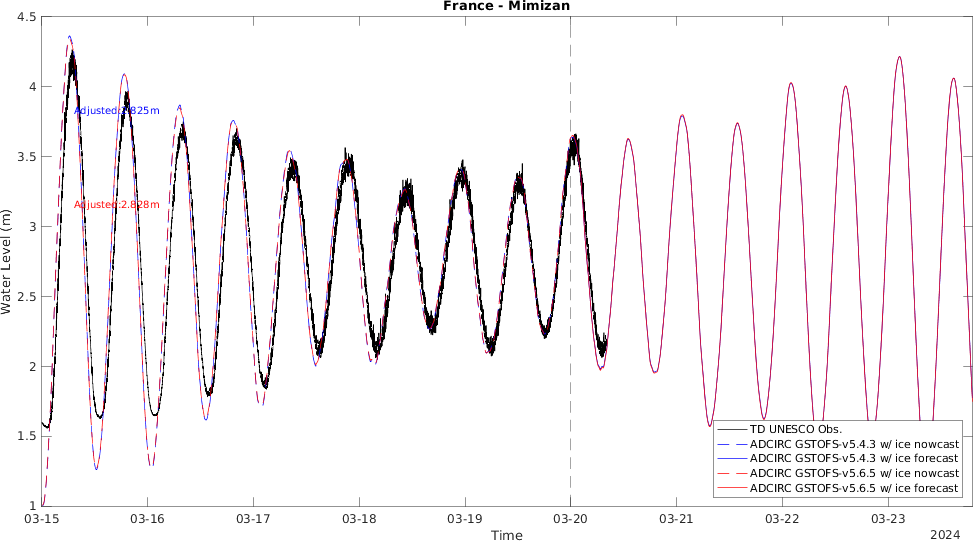 France - Mimizan
4.5
4
3.5
3
2.5
2
1.5
1
Water Level (m)
Adjusted:2.825m
Adjusted:2.828m
TD UNESCO Obs.
ADCIRC GSTOFS-v5.4.3 w/ ice nowcast
ADCIRC GSTOFS-v5.4.3 w/ ice forecast
ADCIRC GSTOFS-v5.6.5 w/ ice nowcast
ADCIRC GSTOFS-v5.6.5 w/ ice forecast
03-15 03-16 03-17 03-18 03-19 03-20 03-21 03-22 03-23
Time
2024